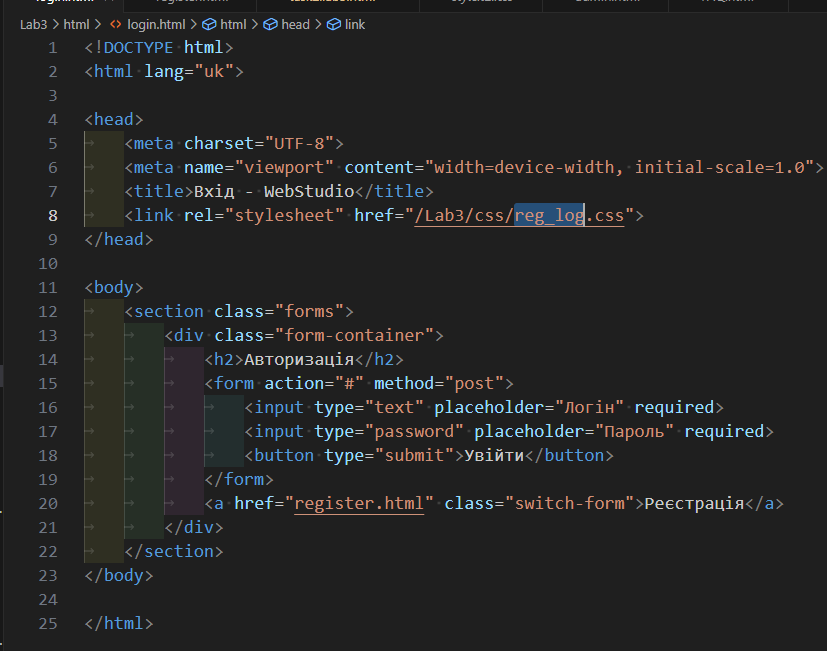 Lab3 > html > <> login.html > html > head > link
1 <!DOCTYPE html>
2 <html lang="uk">
3
4 <head>
5 <meta charset="UTF-8">
6 <meta name="viewport" content="width=device-width, initial-scale=1.0">
7 <title>Вхід - WebStudio</title>
8 <link rel="stylesheet" href="/Lab3/css/reg_log.css">
9 </head>
10
11 <body>
12 <section class="forms">
13 <div class="form-container">
14 <h2>Авторизація</h2>
15 <form action="#" method="post">
16 <input type="text" placeholder="Логін" required>
17 <input type="password" placeholder="Пароль" required>
18 <button type="submit">Увійти</button>
19 </form>
20 <a href="register.html" class="switch-form">Реєстрація</a>
21 </div>
22 </section>
23 </body>
24
25 </html>